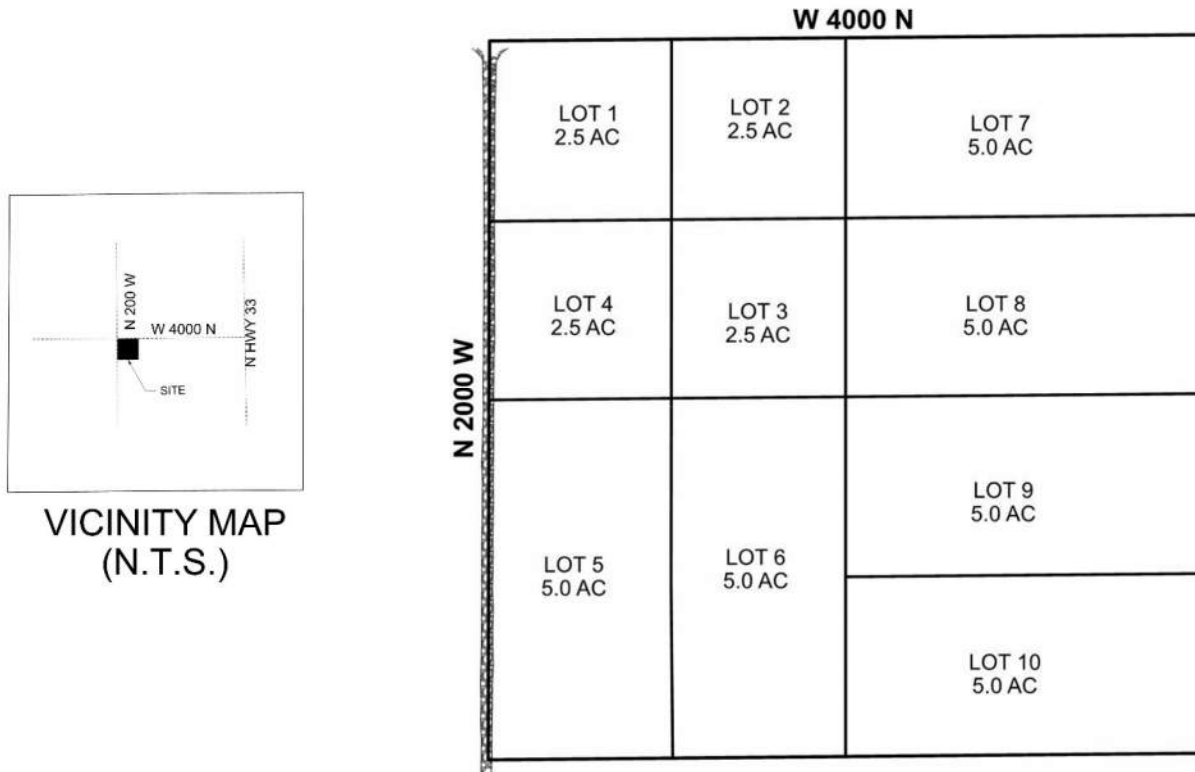 W 4000 N
LOT 1
2.5 AC
LOT 2
2.5 AC
LOT 7
5.0 AC
LOT 4
2.5 AC
LOT 3
2.5 AC
LOT 8
5.0 AC
N 2000 W
LOT 9
5.0 AC
LOT 5
5.0 AC
LOT 6
5.0 AC
LOT 10
5.0 AC
N 200 W
W 4000 N
N HWY 33
SITE
VICINITY MAP
(N.T.S.)